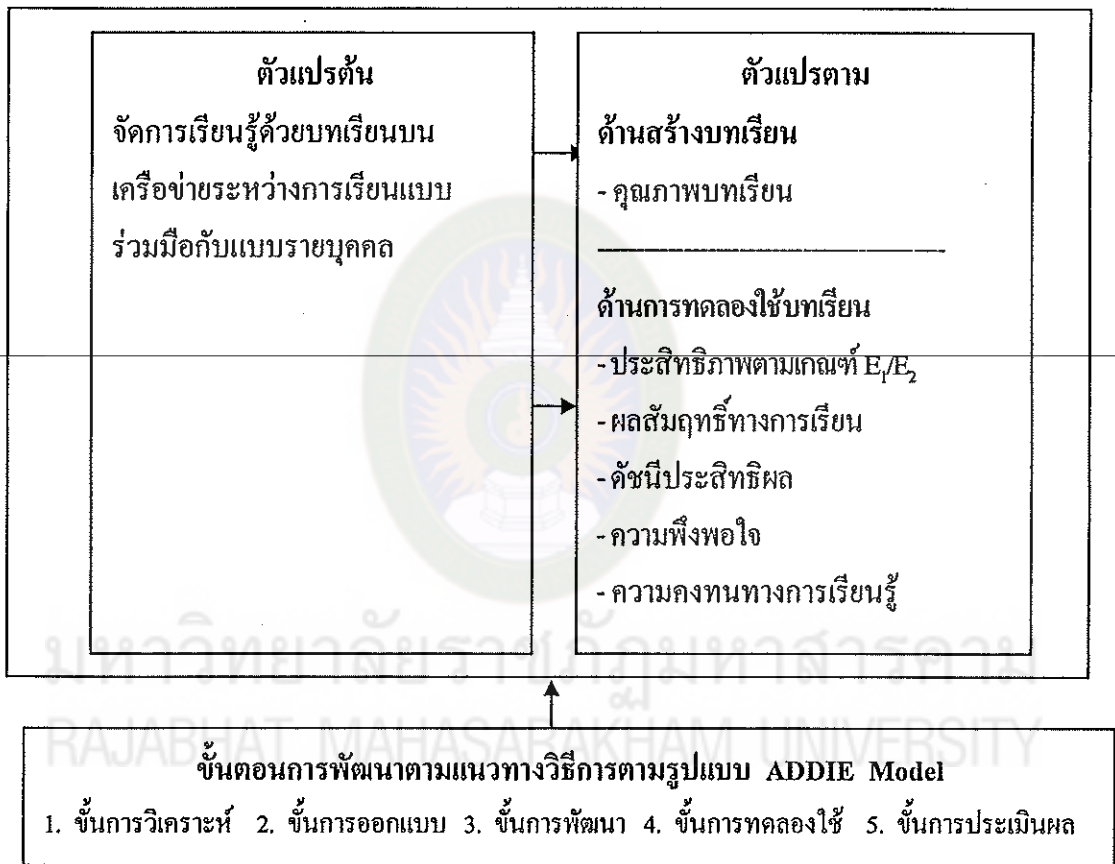 ตัวแปรต้น
จัดการเรียนรู้ด้วยบทเรียนบน
เครือข่ายระหว่างการเรียนแบบ
ร่วมมือกับแบบรายบุคคล
ตัวแปรตาม
ด้านสร้างบทเรียน
- คุณภาพบทเรียน
ด้านการทดลองใช้บทเรียน
- ประสิทธิภาพตามเกณฑ์ E₁/E₂
- ผลสัมฤทธิ์ทางการเรียน
- ดัชนีประสิทธิผล
- ความพึงพอใจ
- ความคงทนทางการเรียนรู้
มหาวิทยาลัยราชภัฏมหาสารคาม
RAJABHAT MAHASARAKHAM UNIVERSITY
ขั้นตอนการพัฒนาตามแนวทางวิธีการตามรูปแบบ ADDIE Model
1. ขั้นการวิเคราะห์ 2. ขั้นการออกแบบ 3. ขั้นการพัฒนา 4. ขั้นการทดลองใช้ 5. ขั้นการประเมินผล